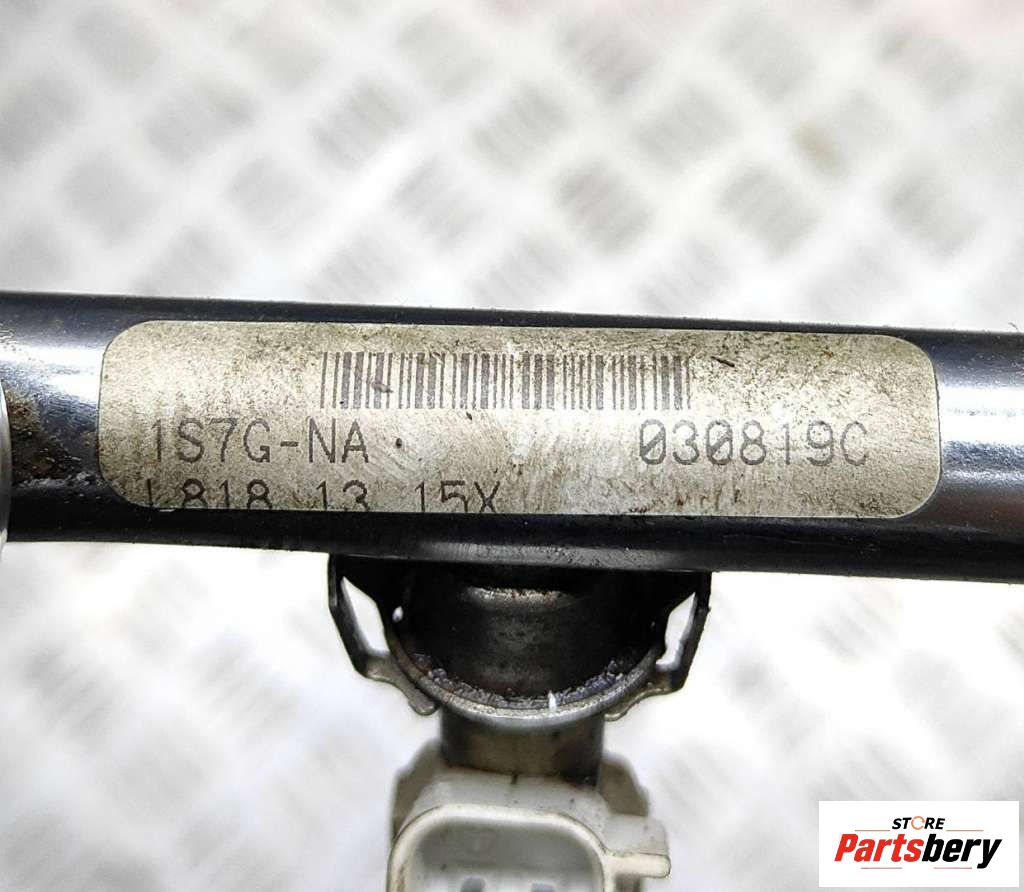 1S7G-NA 030819C
L818 13 15X
STORE
Partsbery